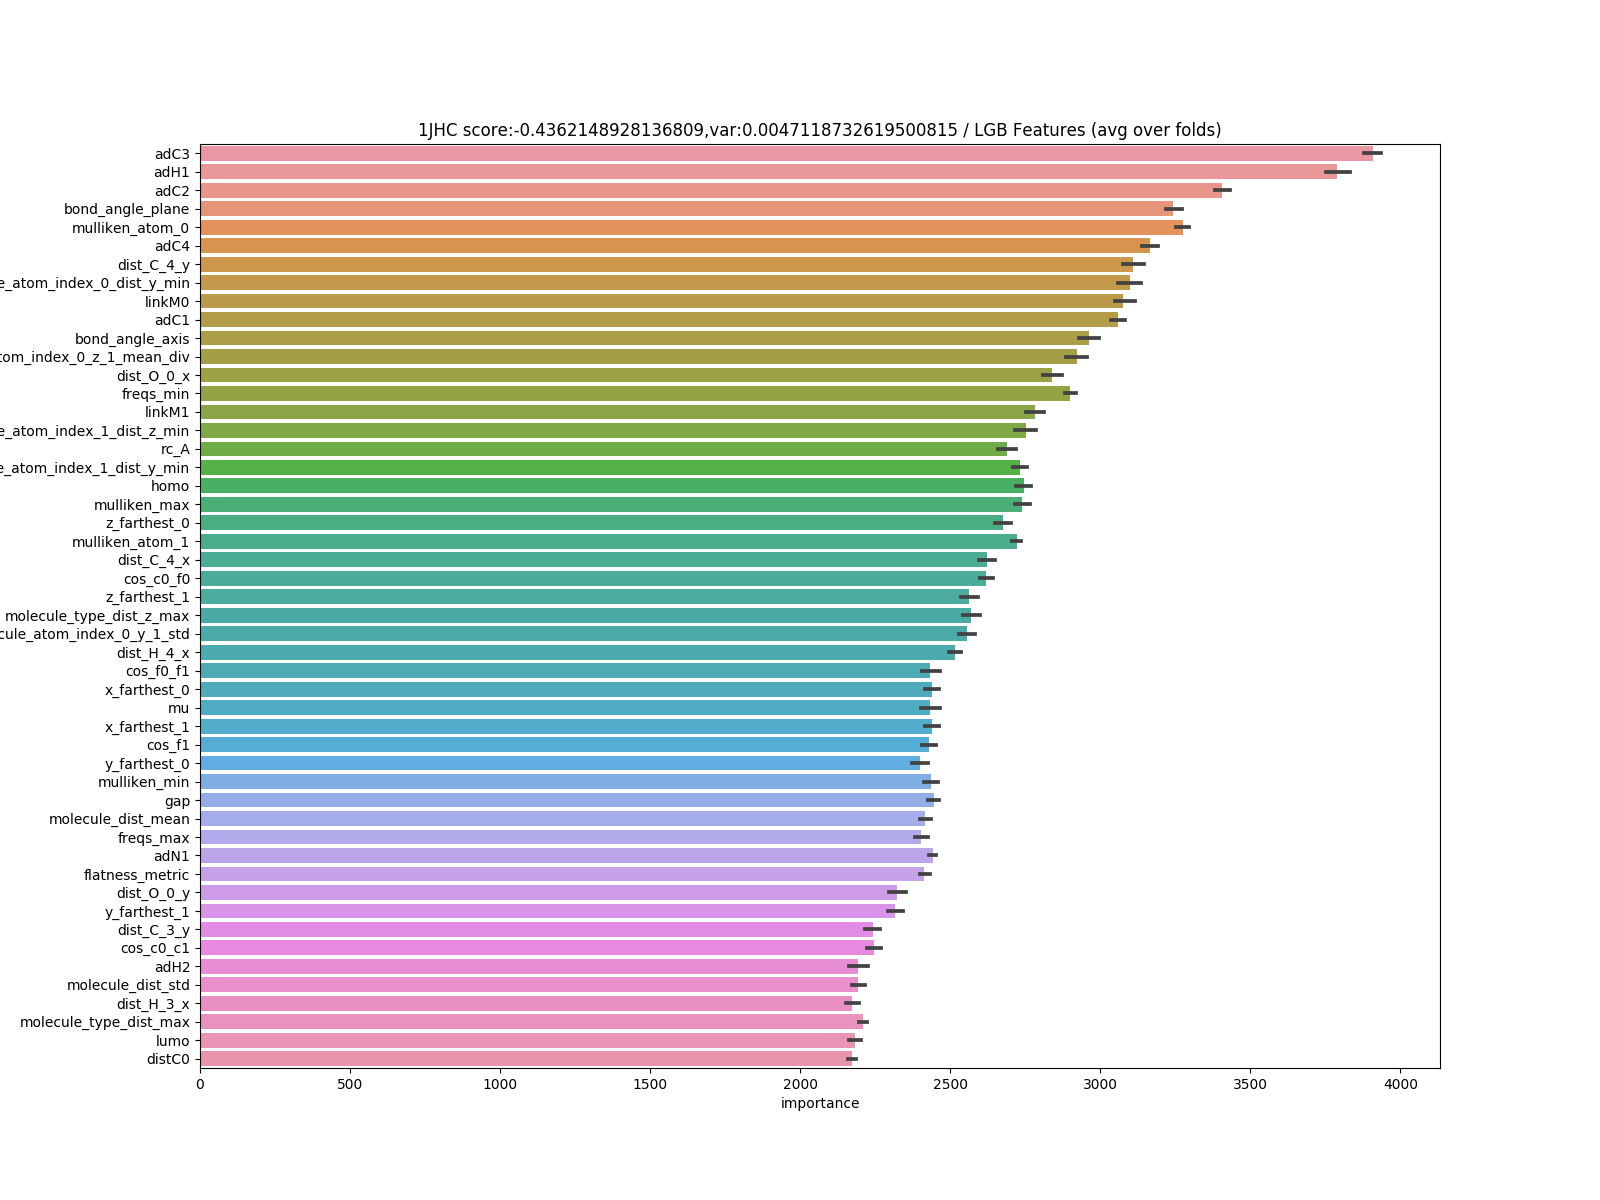 1JHC score:-0.4362148928136809,var:0.0047118732619500815 / LGB Features (avg over folds)
adC3
adH1
adC2
bond_angle_plane
mulliken_atom_0
adC4
dist_C_4_y
e_atom_index_0_dist_y_min
linkM0
adC1
bond_angle_axis
tom_index_0_z_1_mean_div
dist_O_0_x
freqs_min
linkM1
e_atom_index_1_dist_z_min
rc_A
e_atom_index_1_dist_y_min
homo
mulliken_max
z_farthest_0
mulliken_atom_1
dist_C_4_x
cos_c0_f0
z_farthest_1
molecule_type_dist_z_max
cule_atom_index_0_y_1_std
dist_H_4_x
cos_f0_f1
x_farthest_0
mu
x_farthest_1
cos_f1
y_farthest_0
mulliken_min
gap
molecule_dist_mean
freqs_max
adN1
flatness_metric
dist_O_0_y
y_farthest_1
dist_C_3_y
cos_c0_c1
adH2
molecule_dist_std
dist_H_3_x
molecule_type_dist_max
lumo
distC0
0 500 1000 1500 2000 2500 3000 3500 4000
importance